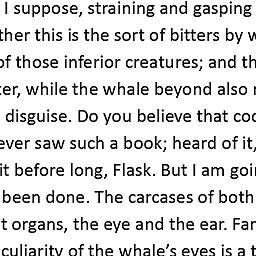 I suppose, straining and gasping
ther this is the sort of bitters by w
of those inferior creatures; and th
ter, while the whale beyond also
disguise. Do you believe that coc
ever saw such a book; heard of it,
it before long, Flask. But I am goi
been done. The carcases of both
t organs, the eye and the ear. Far
culiarity of the whale’s eyes is a t